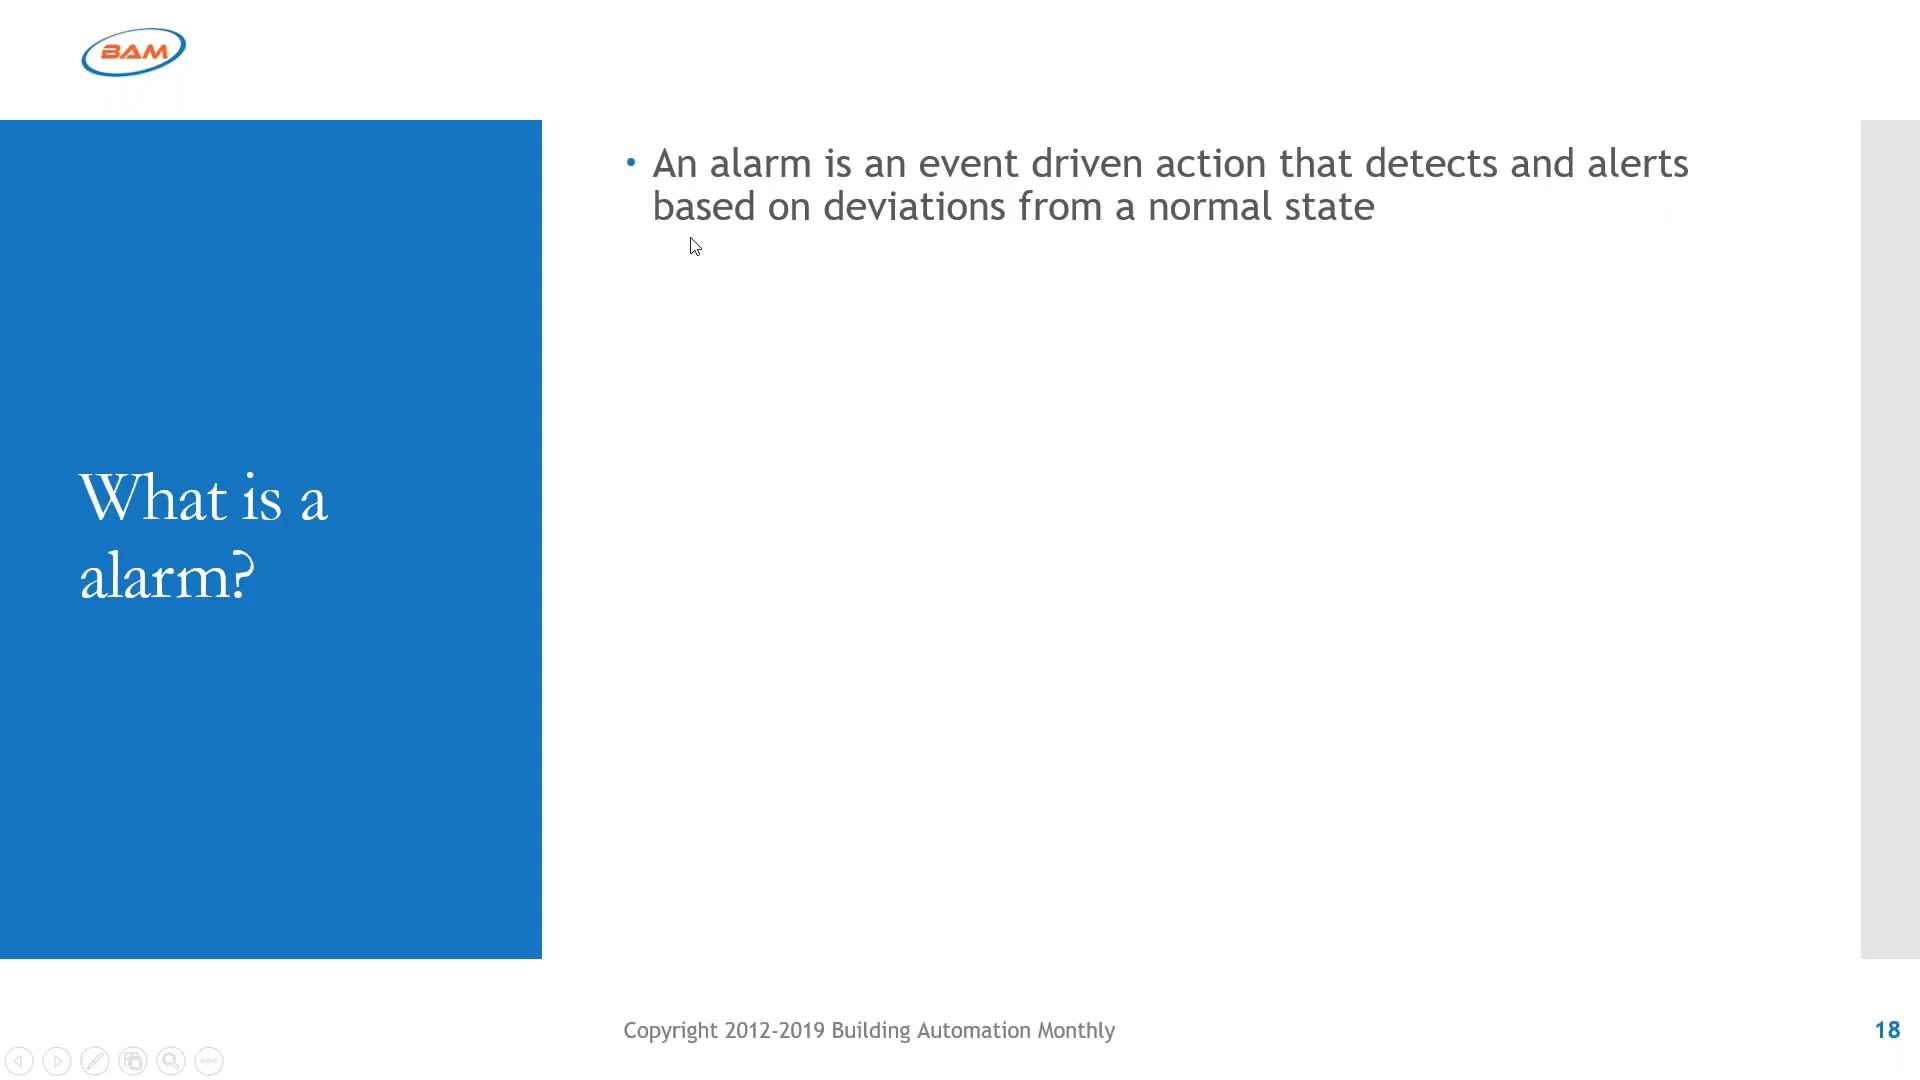 BAM
What is a
alarm?
• An alarm is an event driven action that detects and alerts
based on deviations from a normal state
Copyright 2012-2019 Building Automation Monthly
18